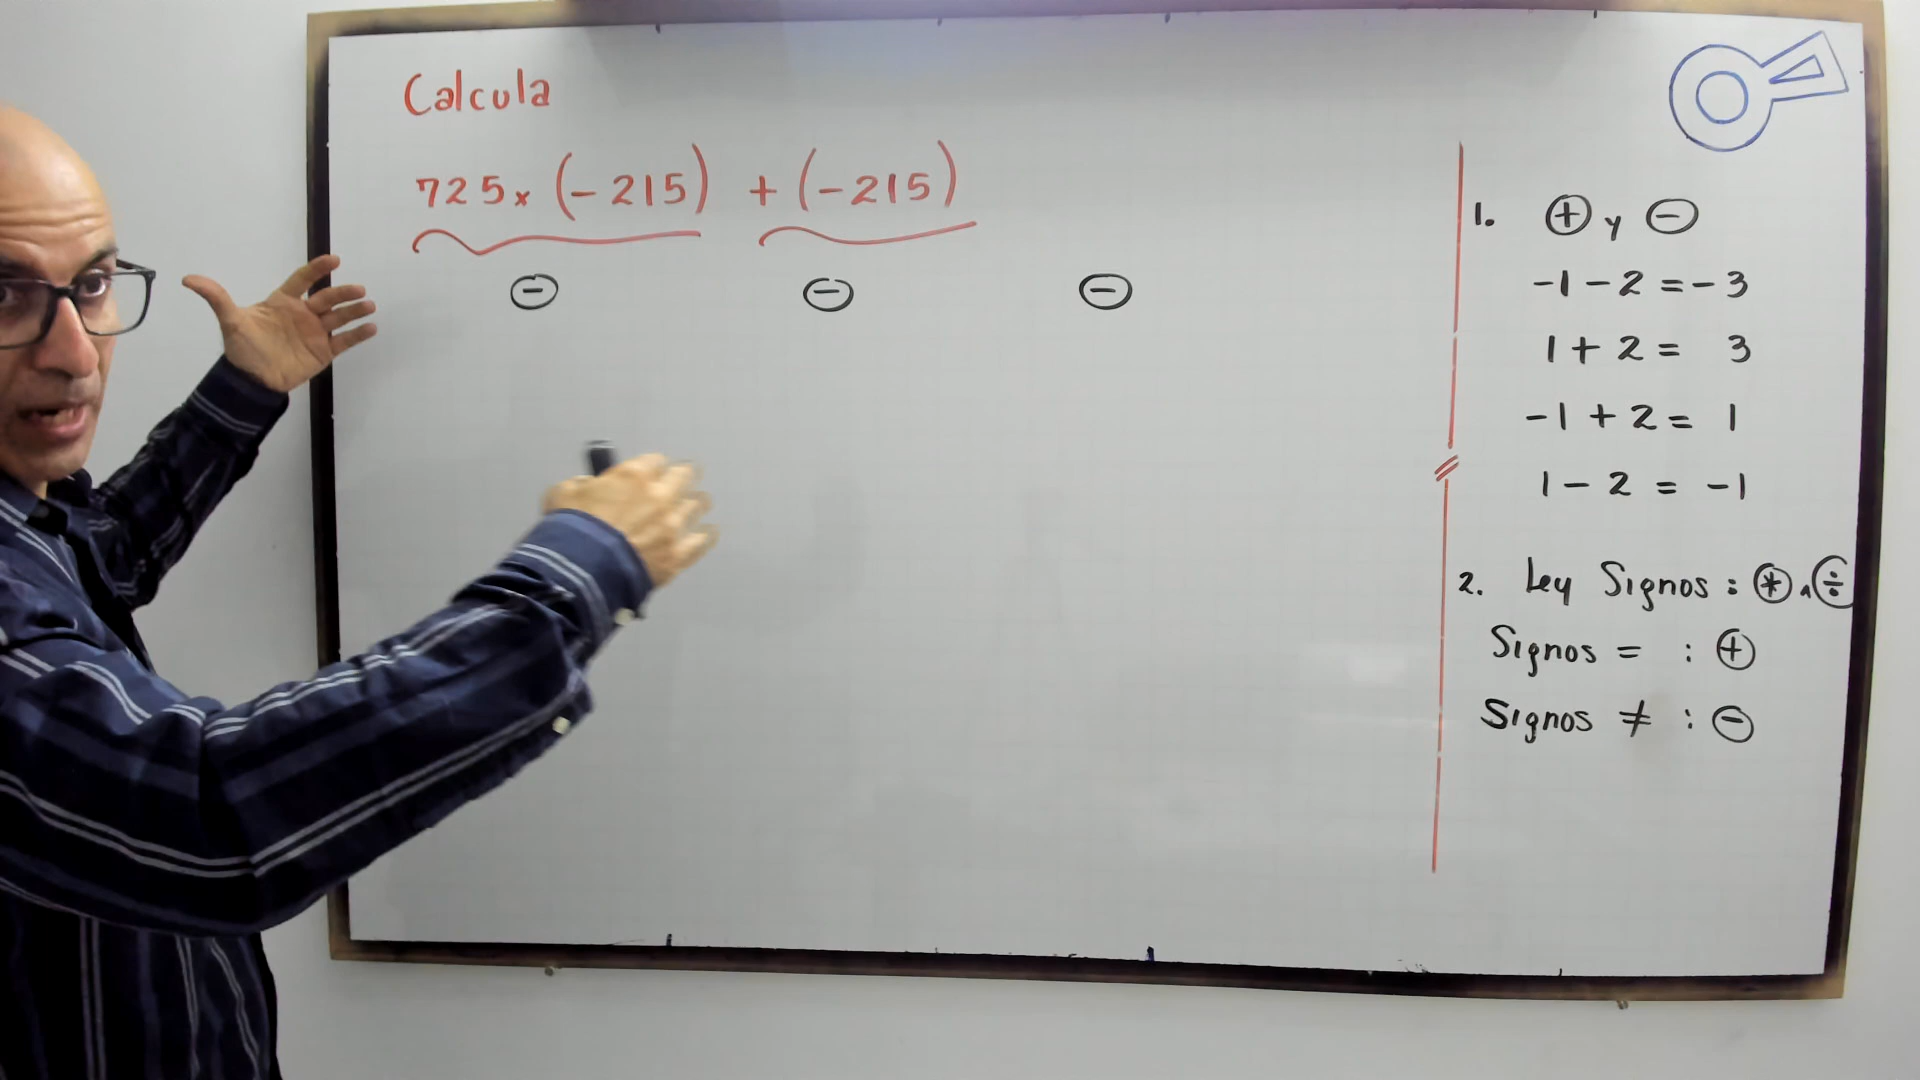 Calcula
725x (-215) + (-215)
⊖ ⊖ ⊖
1. ⊕ y ⊖
-1-2=-3
1+2= 3
-1+2= 1
1-2 = -1
2. Ley Signos: ⊛ ∧ ⨸
Signos = : ⊕
Signos ≠ : ⊖